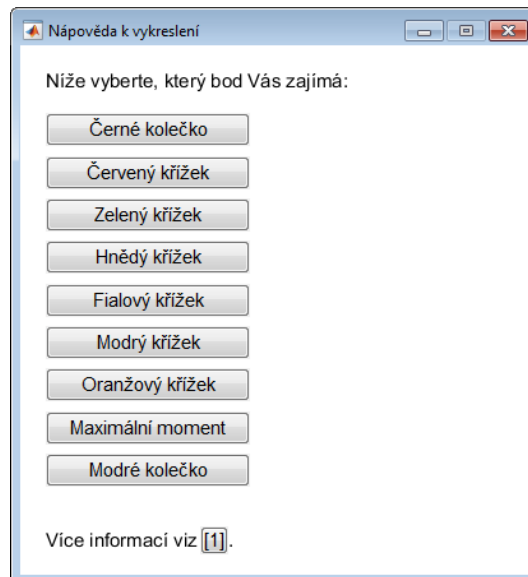 Nápověda k vykreslení
Níže vyberte, který bod Vás zajímá:
Černé kolečko
Červený křížek
Zelený křížek
Hnědý křížek
Fialový křížek
Modrý křížek
Oranžový křížek
Maximální moment
Modré kolečko
Více informací viz [1].